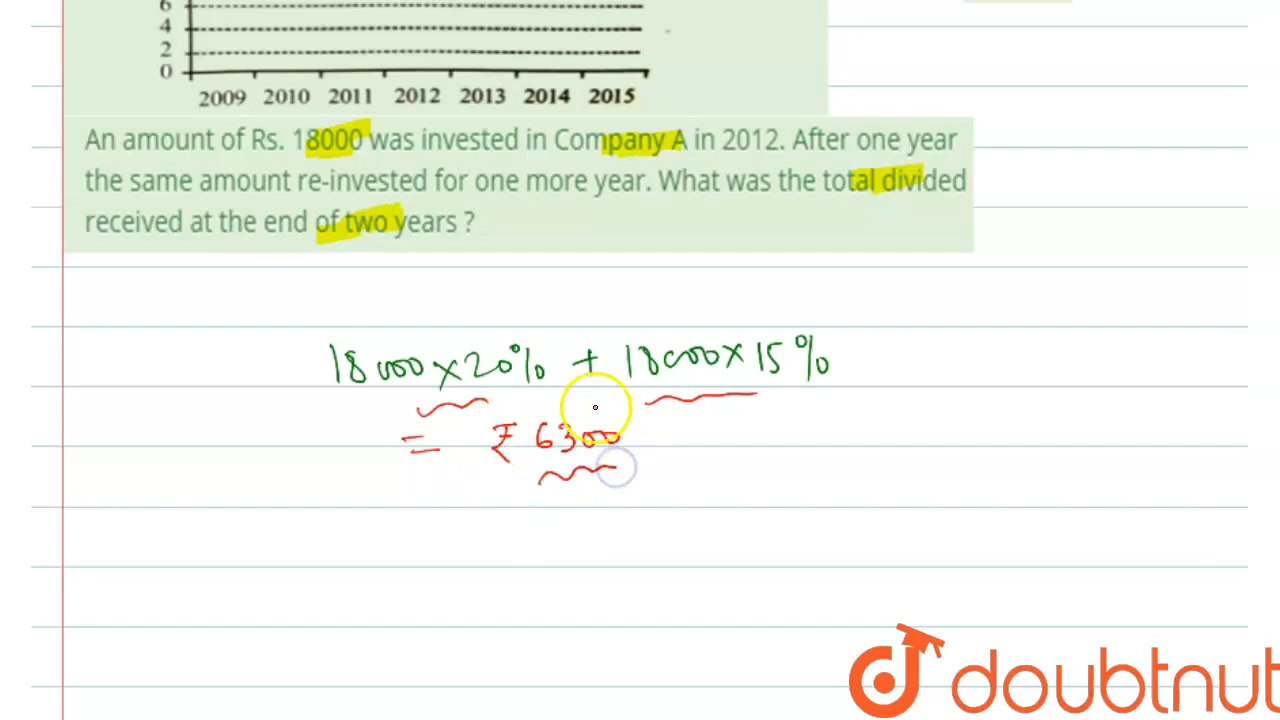 6
4
2
0
2009 2010 2011 2012 2013 2014 2015
An amount of Rs. 18000 was invested in Company A in 2012. After one year
the same amount re-invested for one more year. What was the total divided
received at the end of two years ?
18000 × 20% + 18000 × 15%
= ₹ 6300
doubtnut